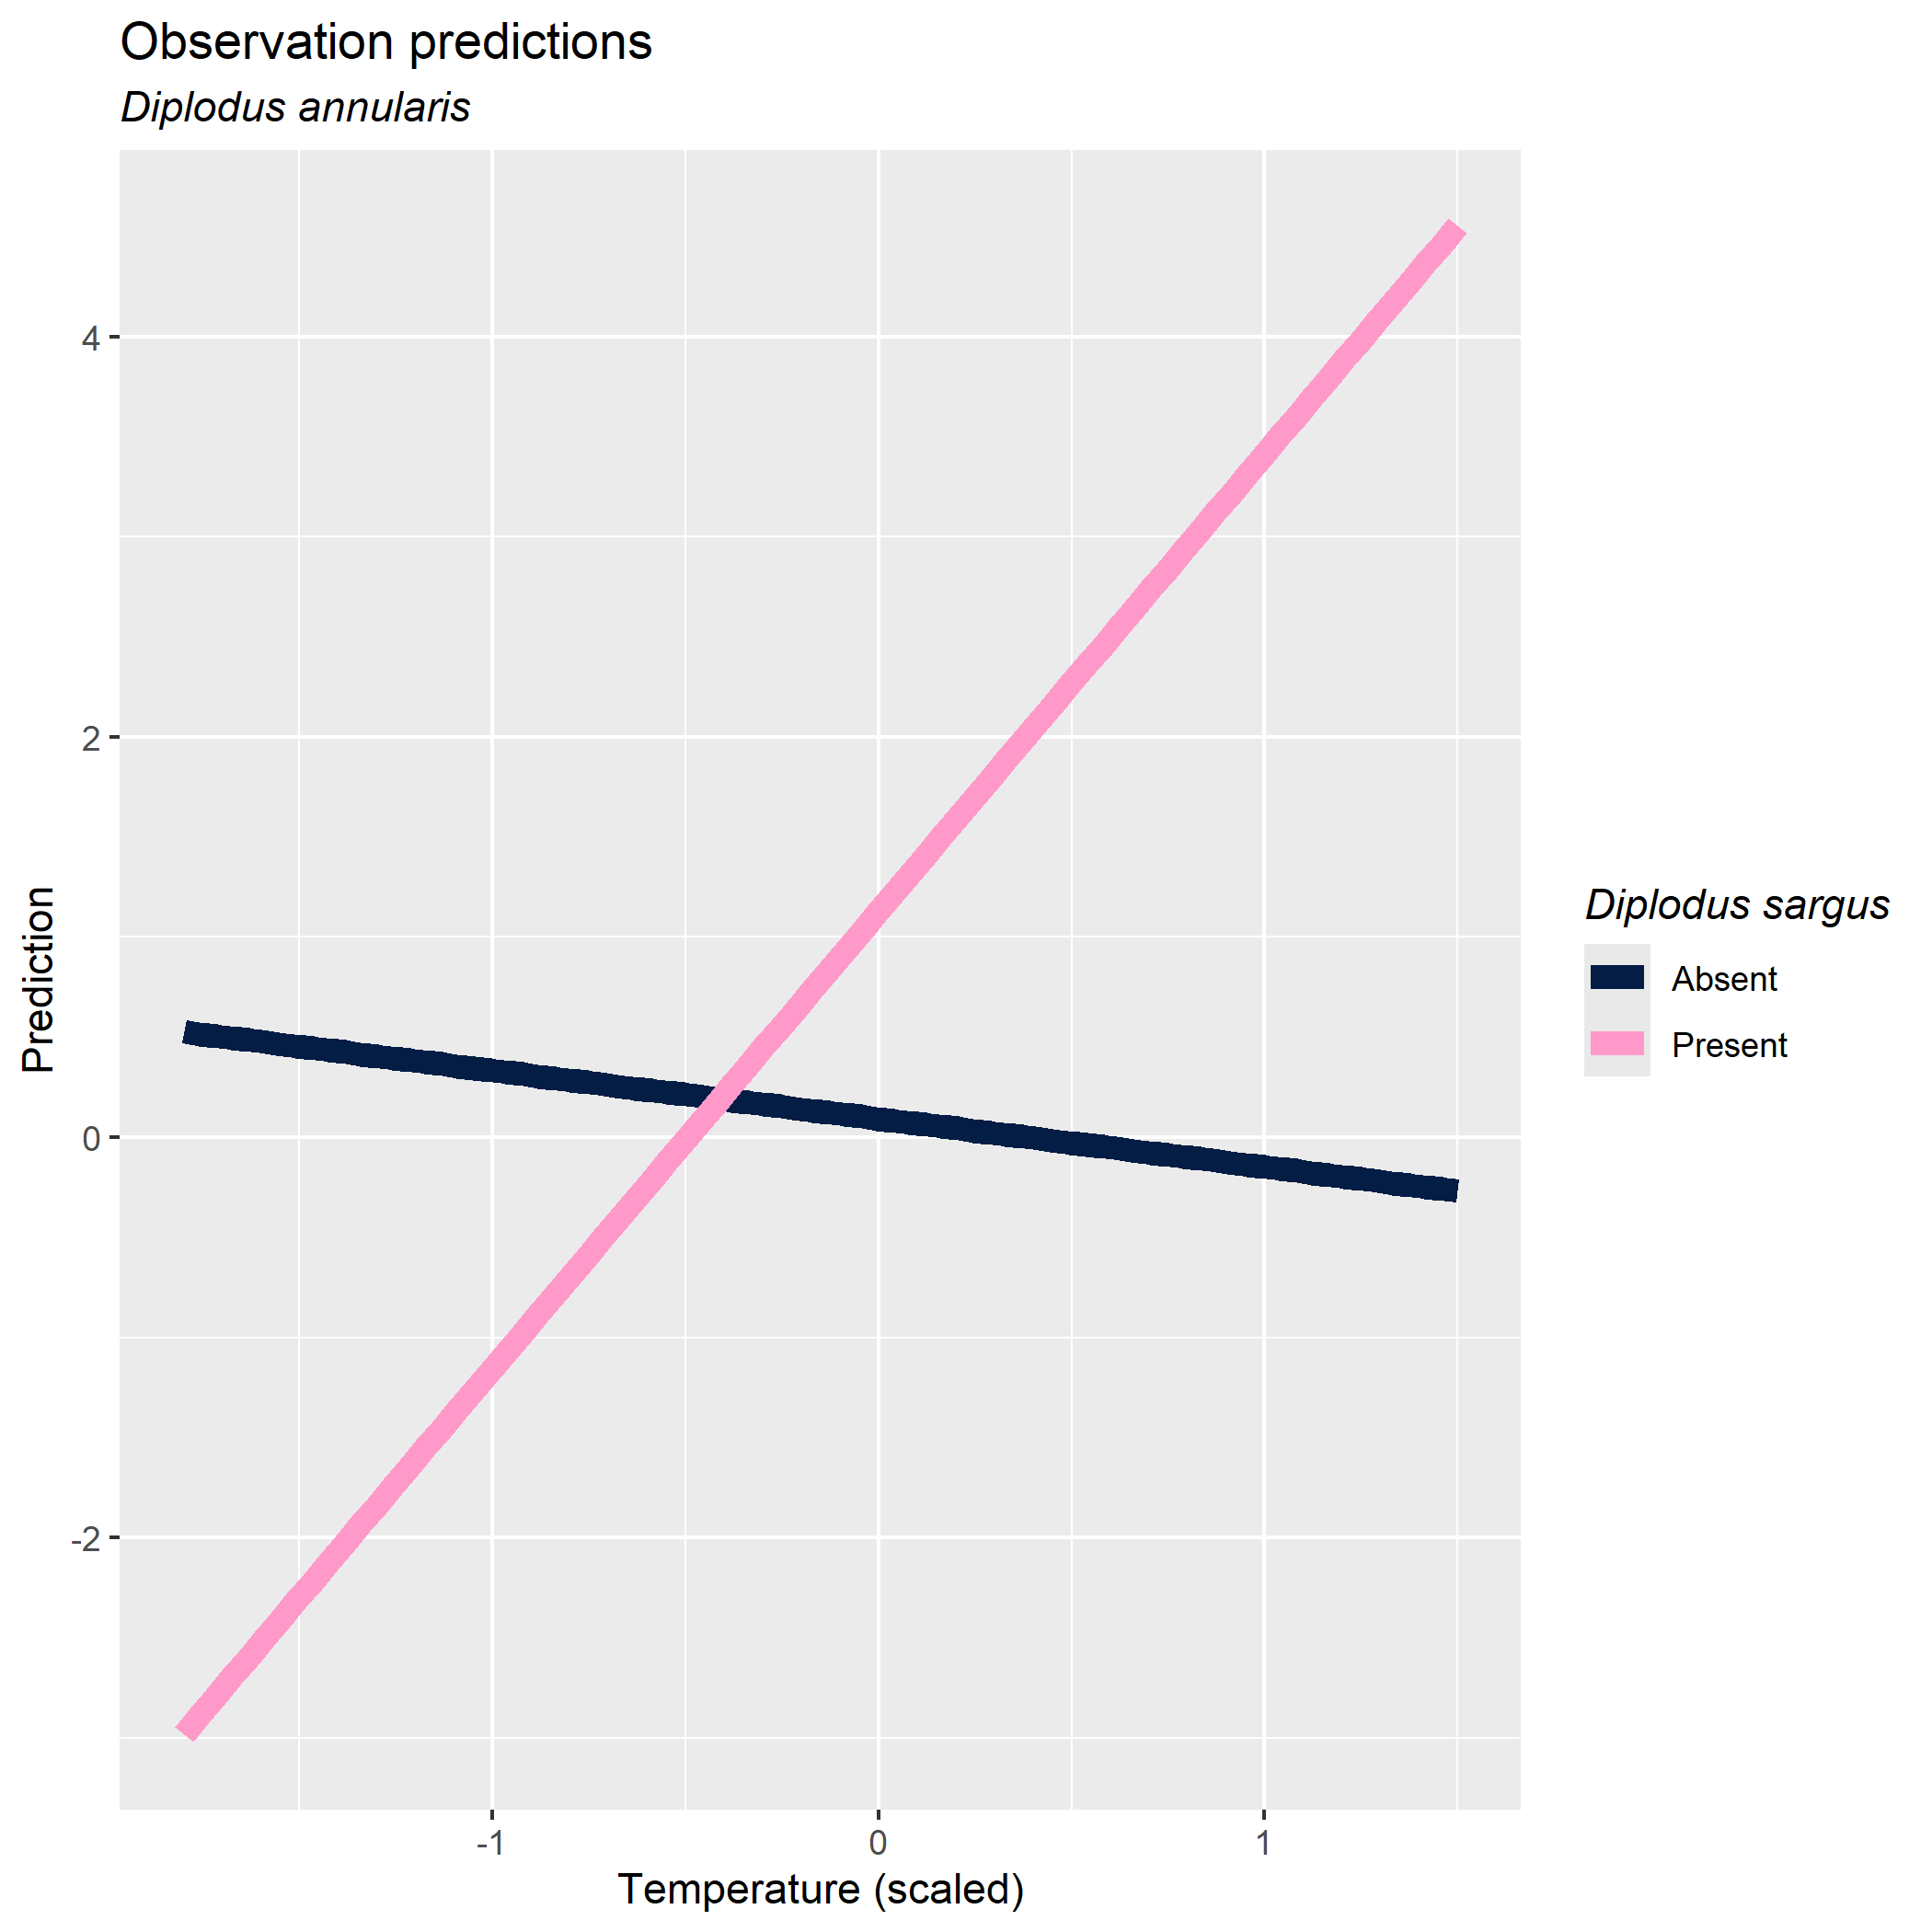 Observation predictions
Diplodus annularis
Prediction
4
2
0
-2
-1
0
1
Temperature (scaled)
Diplodus sargus
Absent
Present